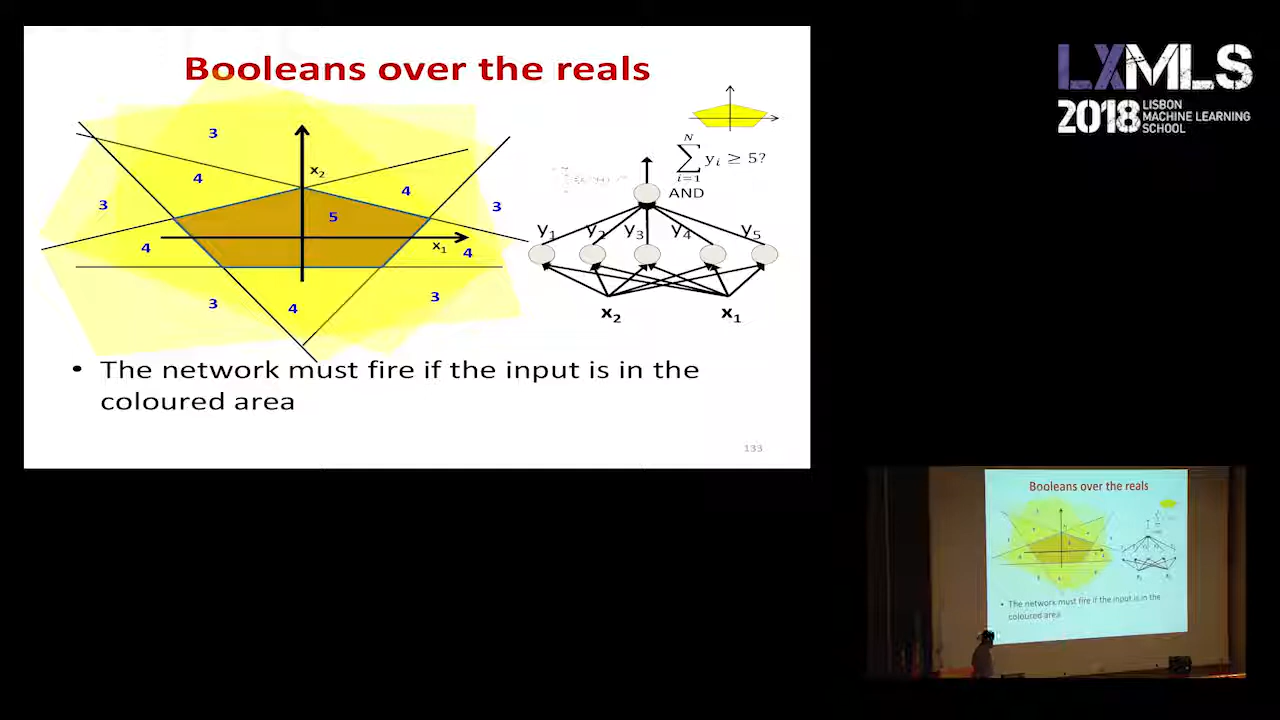 Booleans over the reals
3
4
x₂
4
3
3
5
4
x₁
4
3
4
3
N
∑ yᵢ ≥ 5?
i=1
AND
y₁ y₂ y₃ y₄ y₅
x₂ x₁
• The network must fire if the input is in the
coloured area
133
LXMLS
2018 LISBON
MACHINE LEARNING
SCHOOL
Booleans over the reals
• The network must fire if the input is in the
coloured area